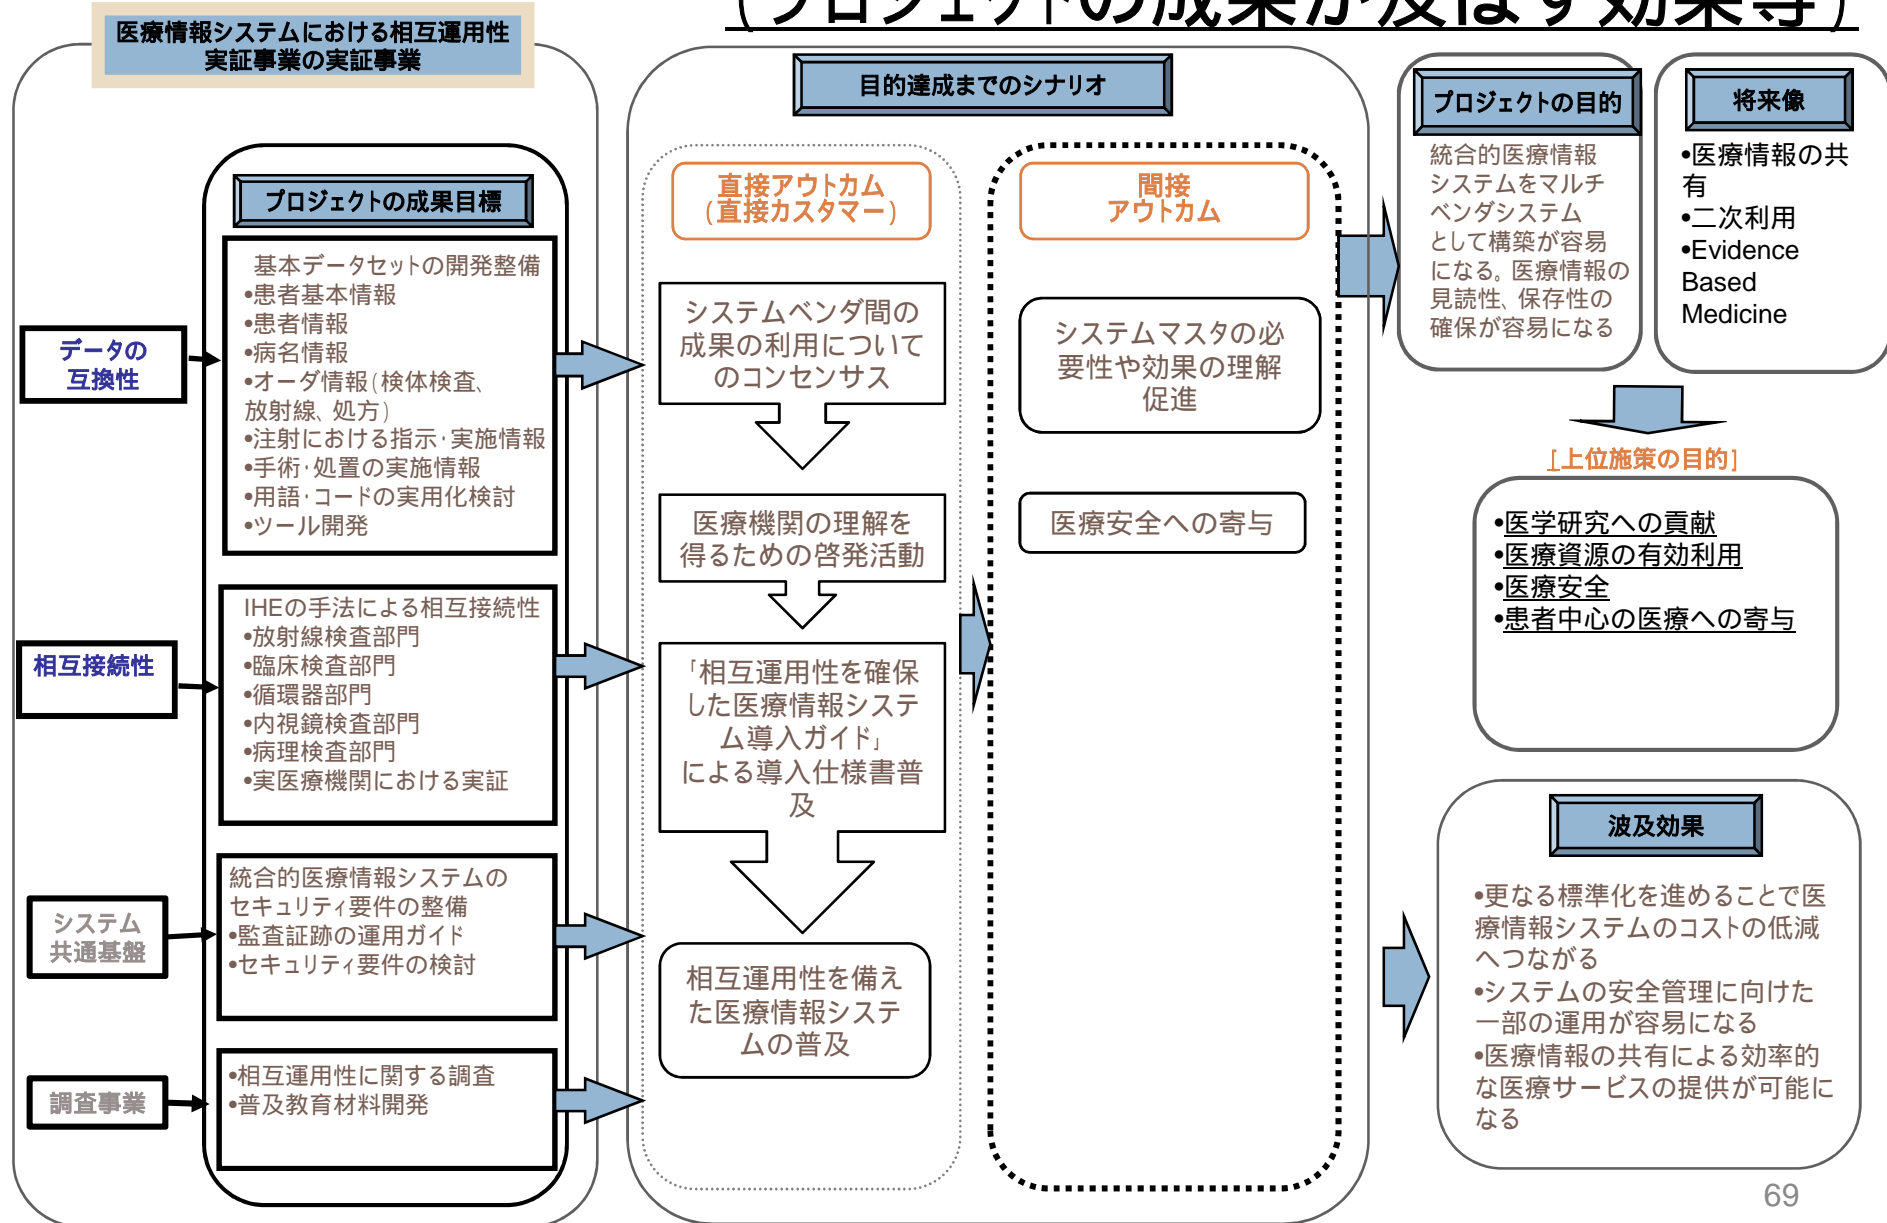 (プロジェクトの成果が及ぼす効果等)
医療情報システムにおける相互運用性
実証事業の実証事業
プロジェクトの成果目標
データの
互換性
基本データセットの開発整備
•患者基本情報
•患者情報
•病名情報
•オーダ情報(検体検査、
放射線、処方)
•注射における指示・実施情報
•手術・処置の実施情報
•用語・コードの実用化検討
•ツール開発
相互接続性
IHEの手法による相互接続性
•放射線検査部門
•臨床検査部門
•循環器部門
•内視鏡検査部門
•病理検査部門
•実医療機関における実証
システム
共通基盤
統合的医療情報システムの
セキュリティ要件の整備
•監査証跡の運用ガイド
•セキュリティ要件の検討
調査事業
•相互運用性に関する調査
•普及教育材料開発
目的達成までのシナリオ
直接アウトカム
(直接カスタマー)
システムベンダ間の
成果の利用について
のコンセンサス
医療機関の理解を
得るための啓発活動
「相互運用性を確保
した医療情報システ
ム導入ガイド」
による導入仕様書普
及
相互運用性を備え
た医療情報システ
ムの普及
間接
アウトカム
システムマスタの必
要性や効果の理解
促進
医療安全への寄与
プロジェクトの目的
統合的医療情報
システムをマルチ
ベンダシステム
として構築が容易
になる。医療情報の
見読性、保存性の
確保が容易になる
将来像
•医療情報の共
有
•二次利用
•Evidence
Based
Medicine
[上位施策の目的]
•医学研究への貢献
•医療資源の有効利用
•医療安全
•患者中心の医療への寄与
波及効果
•更なる標準化を進めることで医
療情報システムのコストの低減
へつながる
•システムの安全管理に向けた
一部の運用が容易になる
•医療情報の共有による効率的
な医療サービスの提供が可能に
なる
69